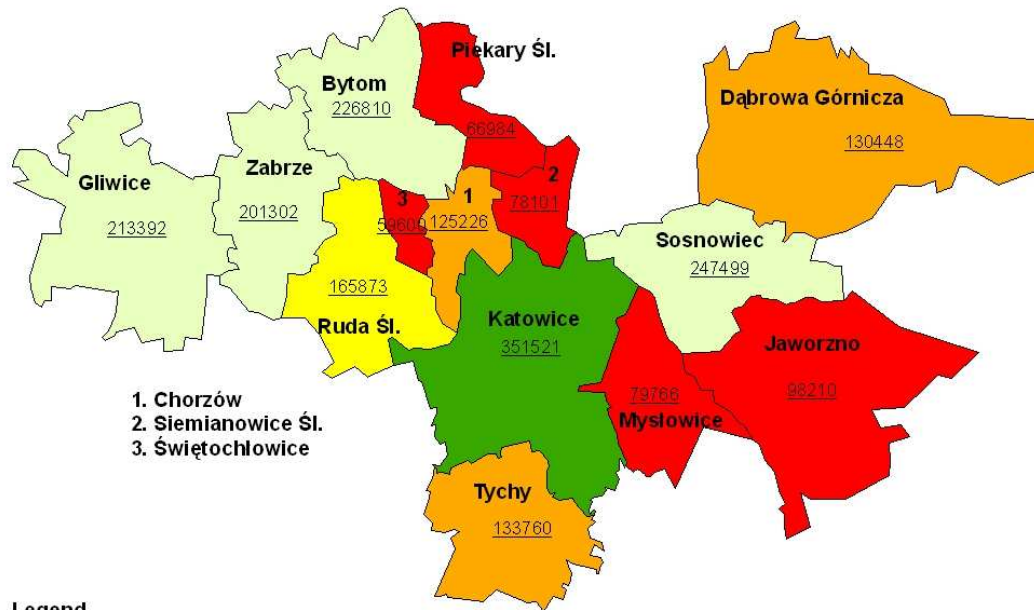 Piekary Śl.
Bytom
226810
Dąbrowa Górnicza
66984
130448
2
Zabrze
Gliwice
3
1
78101
201302
59600
125226
213392
Sosnowiec
247499
165873
Ruda Śl.
Katowice
351521
Jaworzno
79766
98210
Mysłowice
1. Chorzów
2. Siemianowice Śl.
3. Świętochłowice
Tychy
133760
Legend